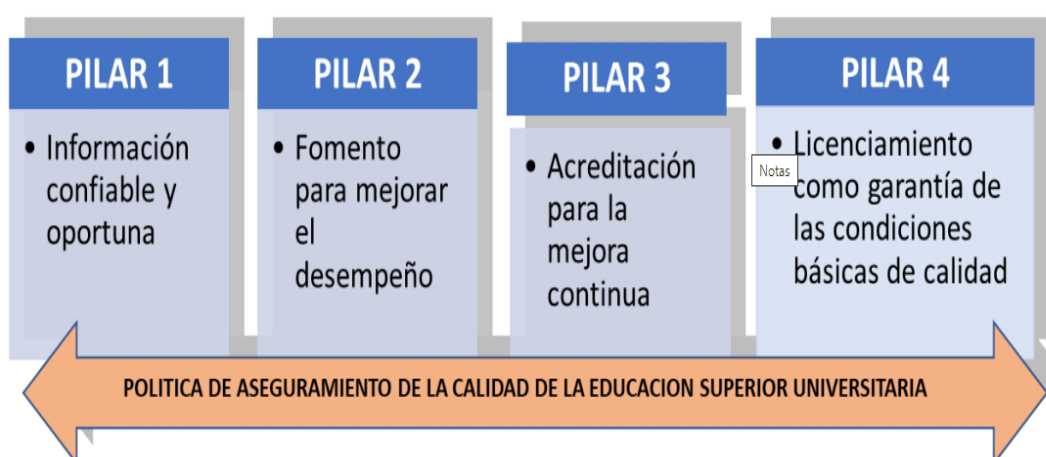 PILAR 1
• Información
confiable y
oportuna
PILAR 2
• Fomento
para mejorar
el
desempeño
PILAR 3
• Acreditación
para la
mejora
continua
PILAR 4
• Licenciamiento
como garantía de
las condiciones
básicas de calidad
Notas
POLITICA DE ASEGURAMIENTO DE LA CALIDAD DE LA EDUCACION SUPERIOR UNIVERSITARIA